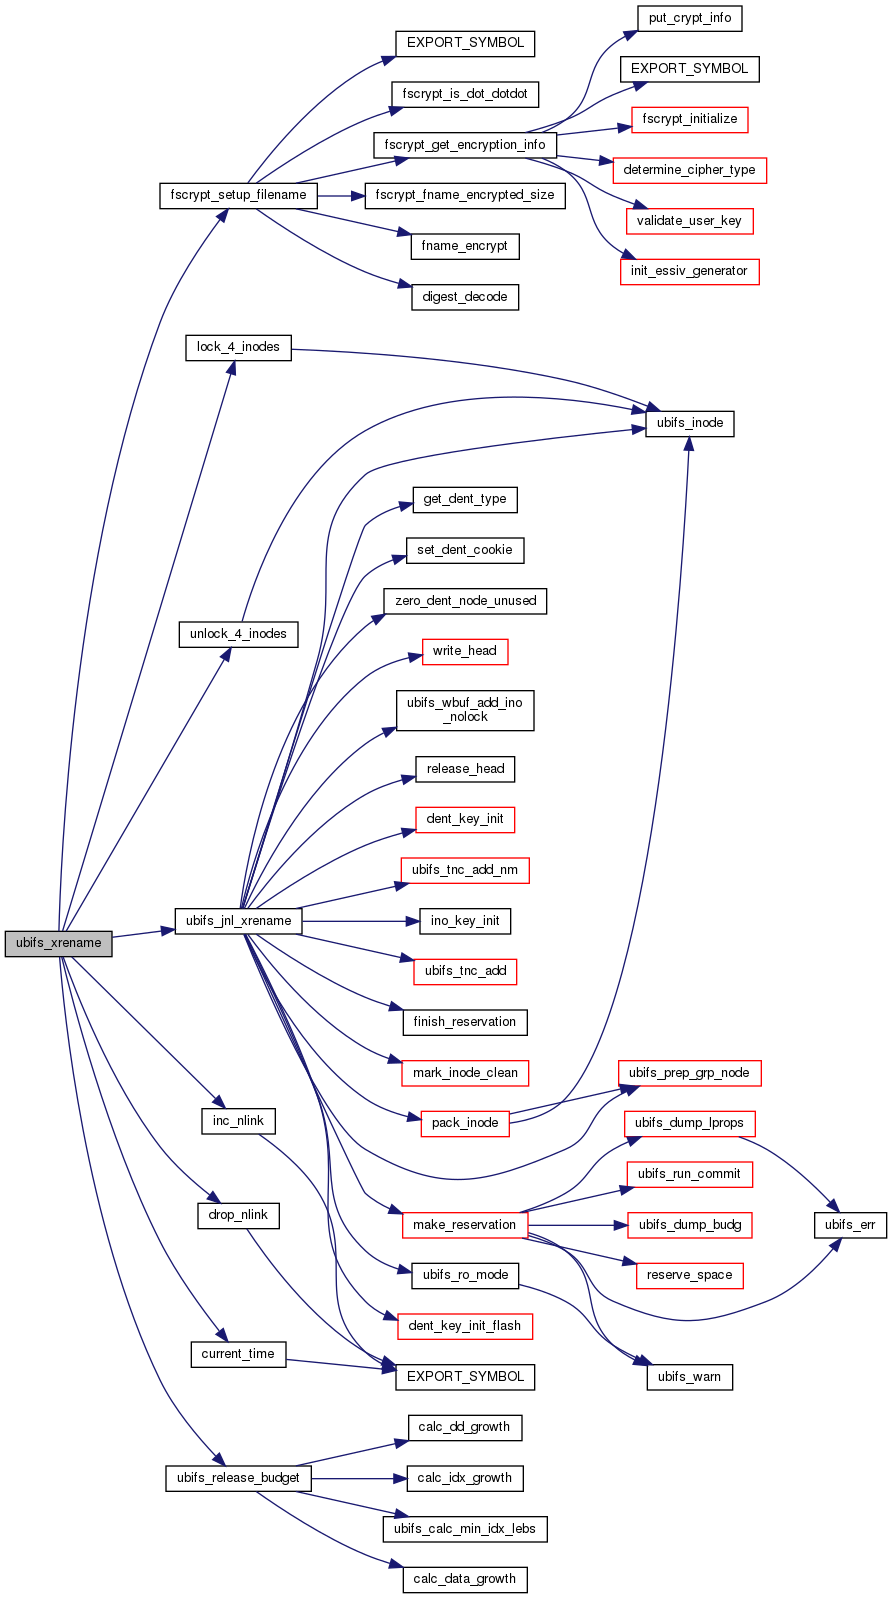 put_crypt_info
EXPORT_SYMBOL
EXPORT_SYMBOL
fscrypt_is_dot_dotdot
fscrypt_initialize
fscrypt_get_encryption_info
determine_cipher_type
fscrypt_setup_filename
fscrypt_fname_encrypted_size
validate_user_key
fname_encrypt
init_essiv_generator
digest_decode
lock_4_inodes
ubifs_inode
get_dent_type
set_dent_cookie
zero_dent_node_unused
unlock_4_inodes
write_head
ubifs_wbuf_add_ino
_nolock
release_head
dent_key_init
ubifs_tnc_add_nm
ubifs_jnl_xrename
ino_key_init
ubifs_xrename
ubifs_tnc_add
finish_reservation
mark_inode_clean
ubifs_prep_grp_node
inc_nlink
pack_inode
ubifs_dump_lprops
ubifs_run_commit
drop_nlink
make_reservation
ubifs_dump_budg
ubifs_err
ubifs_ro_mode
reserve_space
dent_key_init_flash
current_time
EXPORT_SYMBOL
ubifs_warn
calc_dd_growth
ubifs_release_budget
calc_idx_growth
ubifs_calc_min_idx_lebs
calc_data_growth